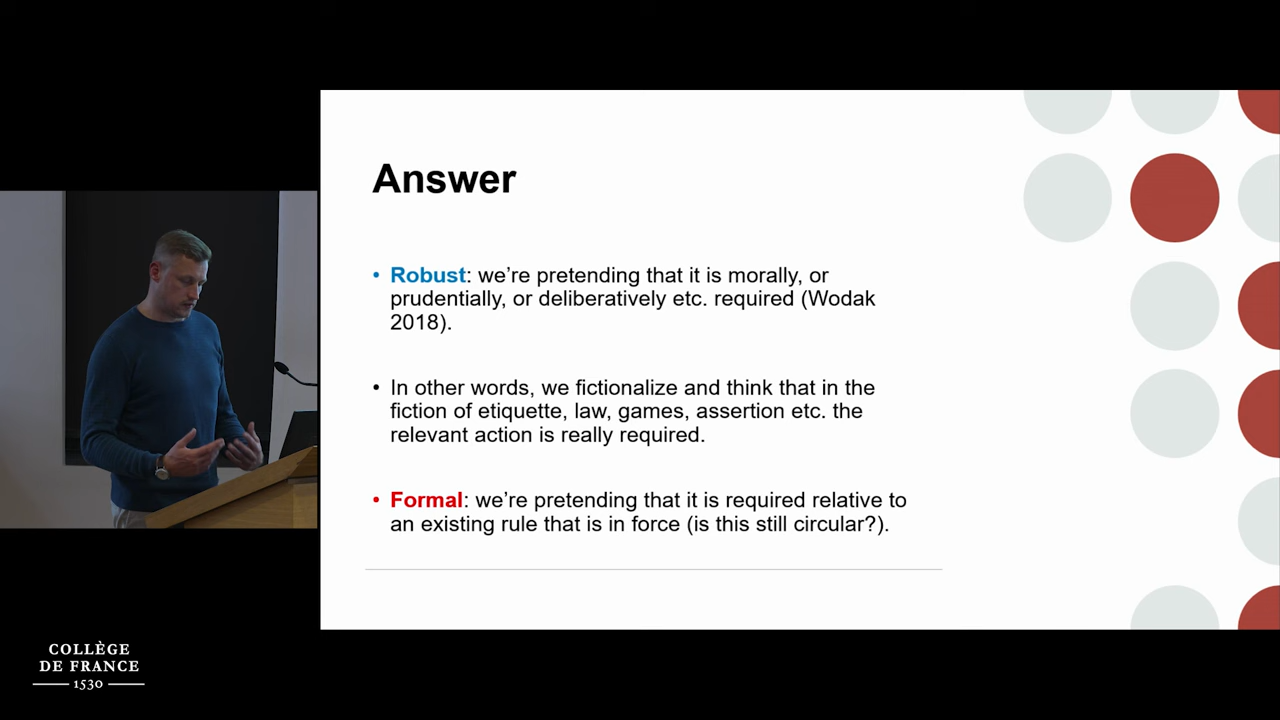 Answer
• Robust: we're pretending that it is morally, or
prudentially, or deliberatively etc. required (Wodak
2018).
• In other words, we fictionalize and think that in the
fiction of etiquette, law, games, assertion etc. the
relevant action is really required.
• Formal: we're pretending that it is required relative to
an existing rule that is in force (is this still circular?).
COLLÈGE
DE FRANCE
1530